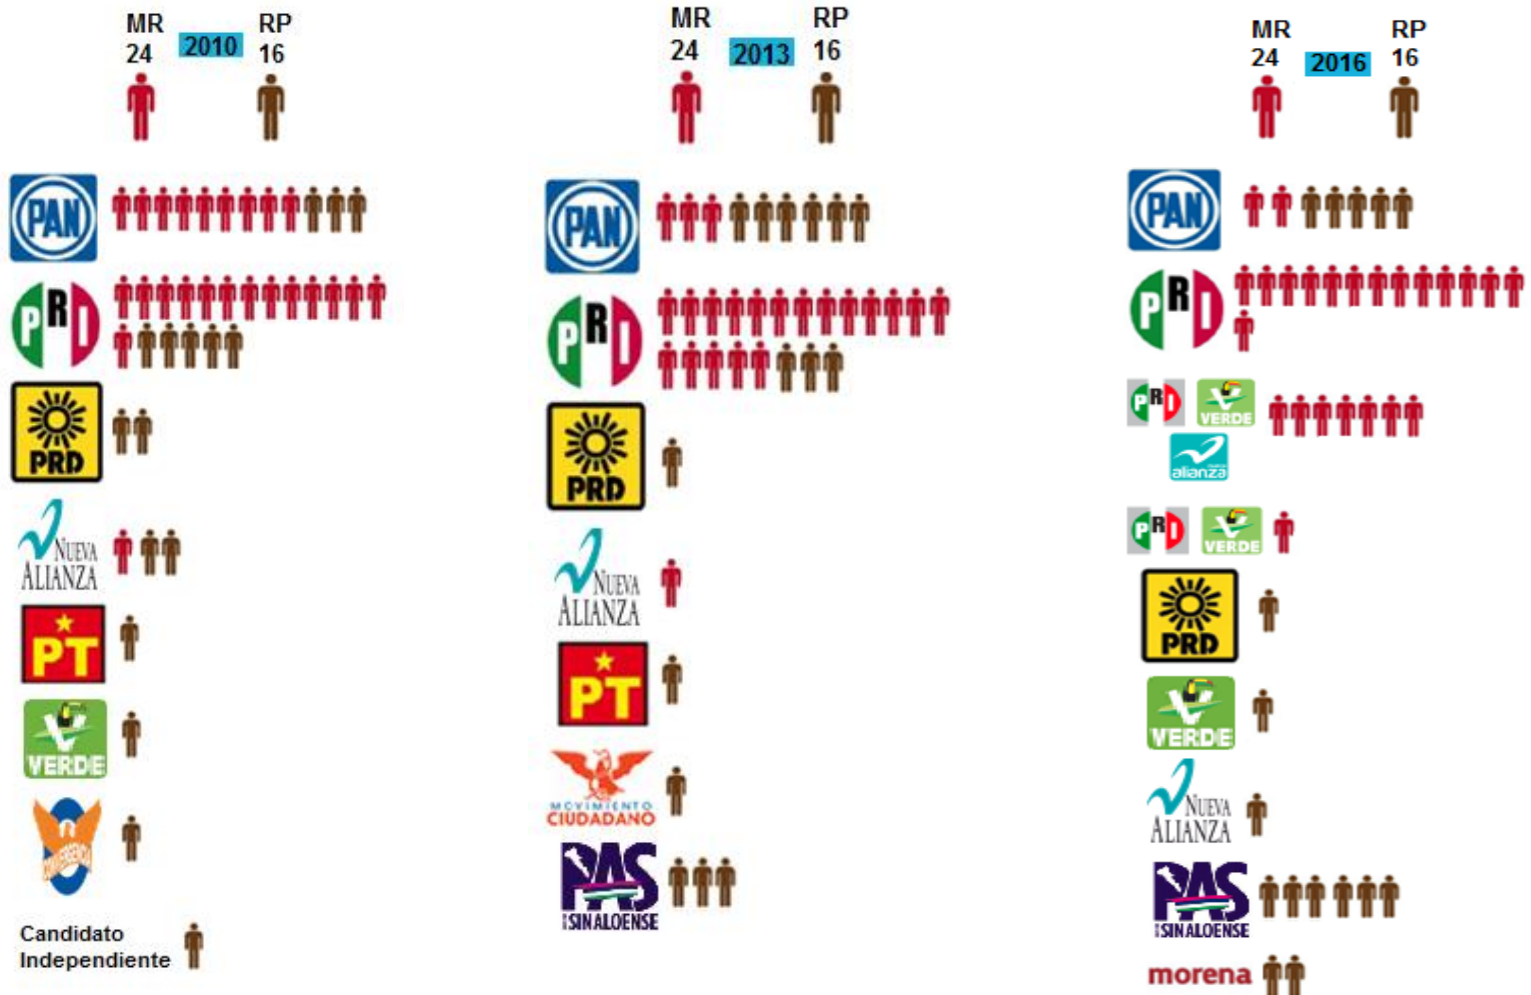 MR
24
2010
RP
16
PAN
PRI
PRD
NUEVA
ALIANZA
PT
VERDE
CONVERGENCIA
Candidato
Independiente
MR
24
2013
RP
16
PAN
PRI
PRD
NUEVA
ALIANZA
PT
MOVIMIENTO
CIUDADANO
PAS
SINALOENSE
MR
24
2016
RP
16
PAN
PRI
PRI
VERDE
alianza
PRI
VERDE
PRD
VERDE
NUEVA
ALIANZA
PAS
SINALOENSE
morena